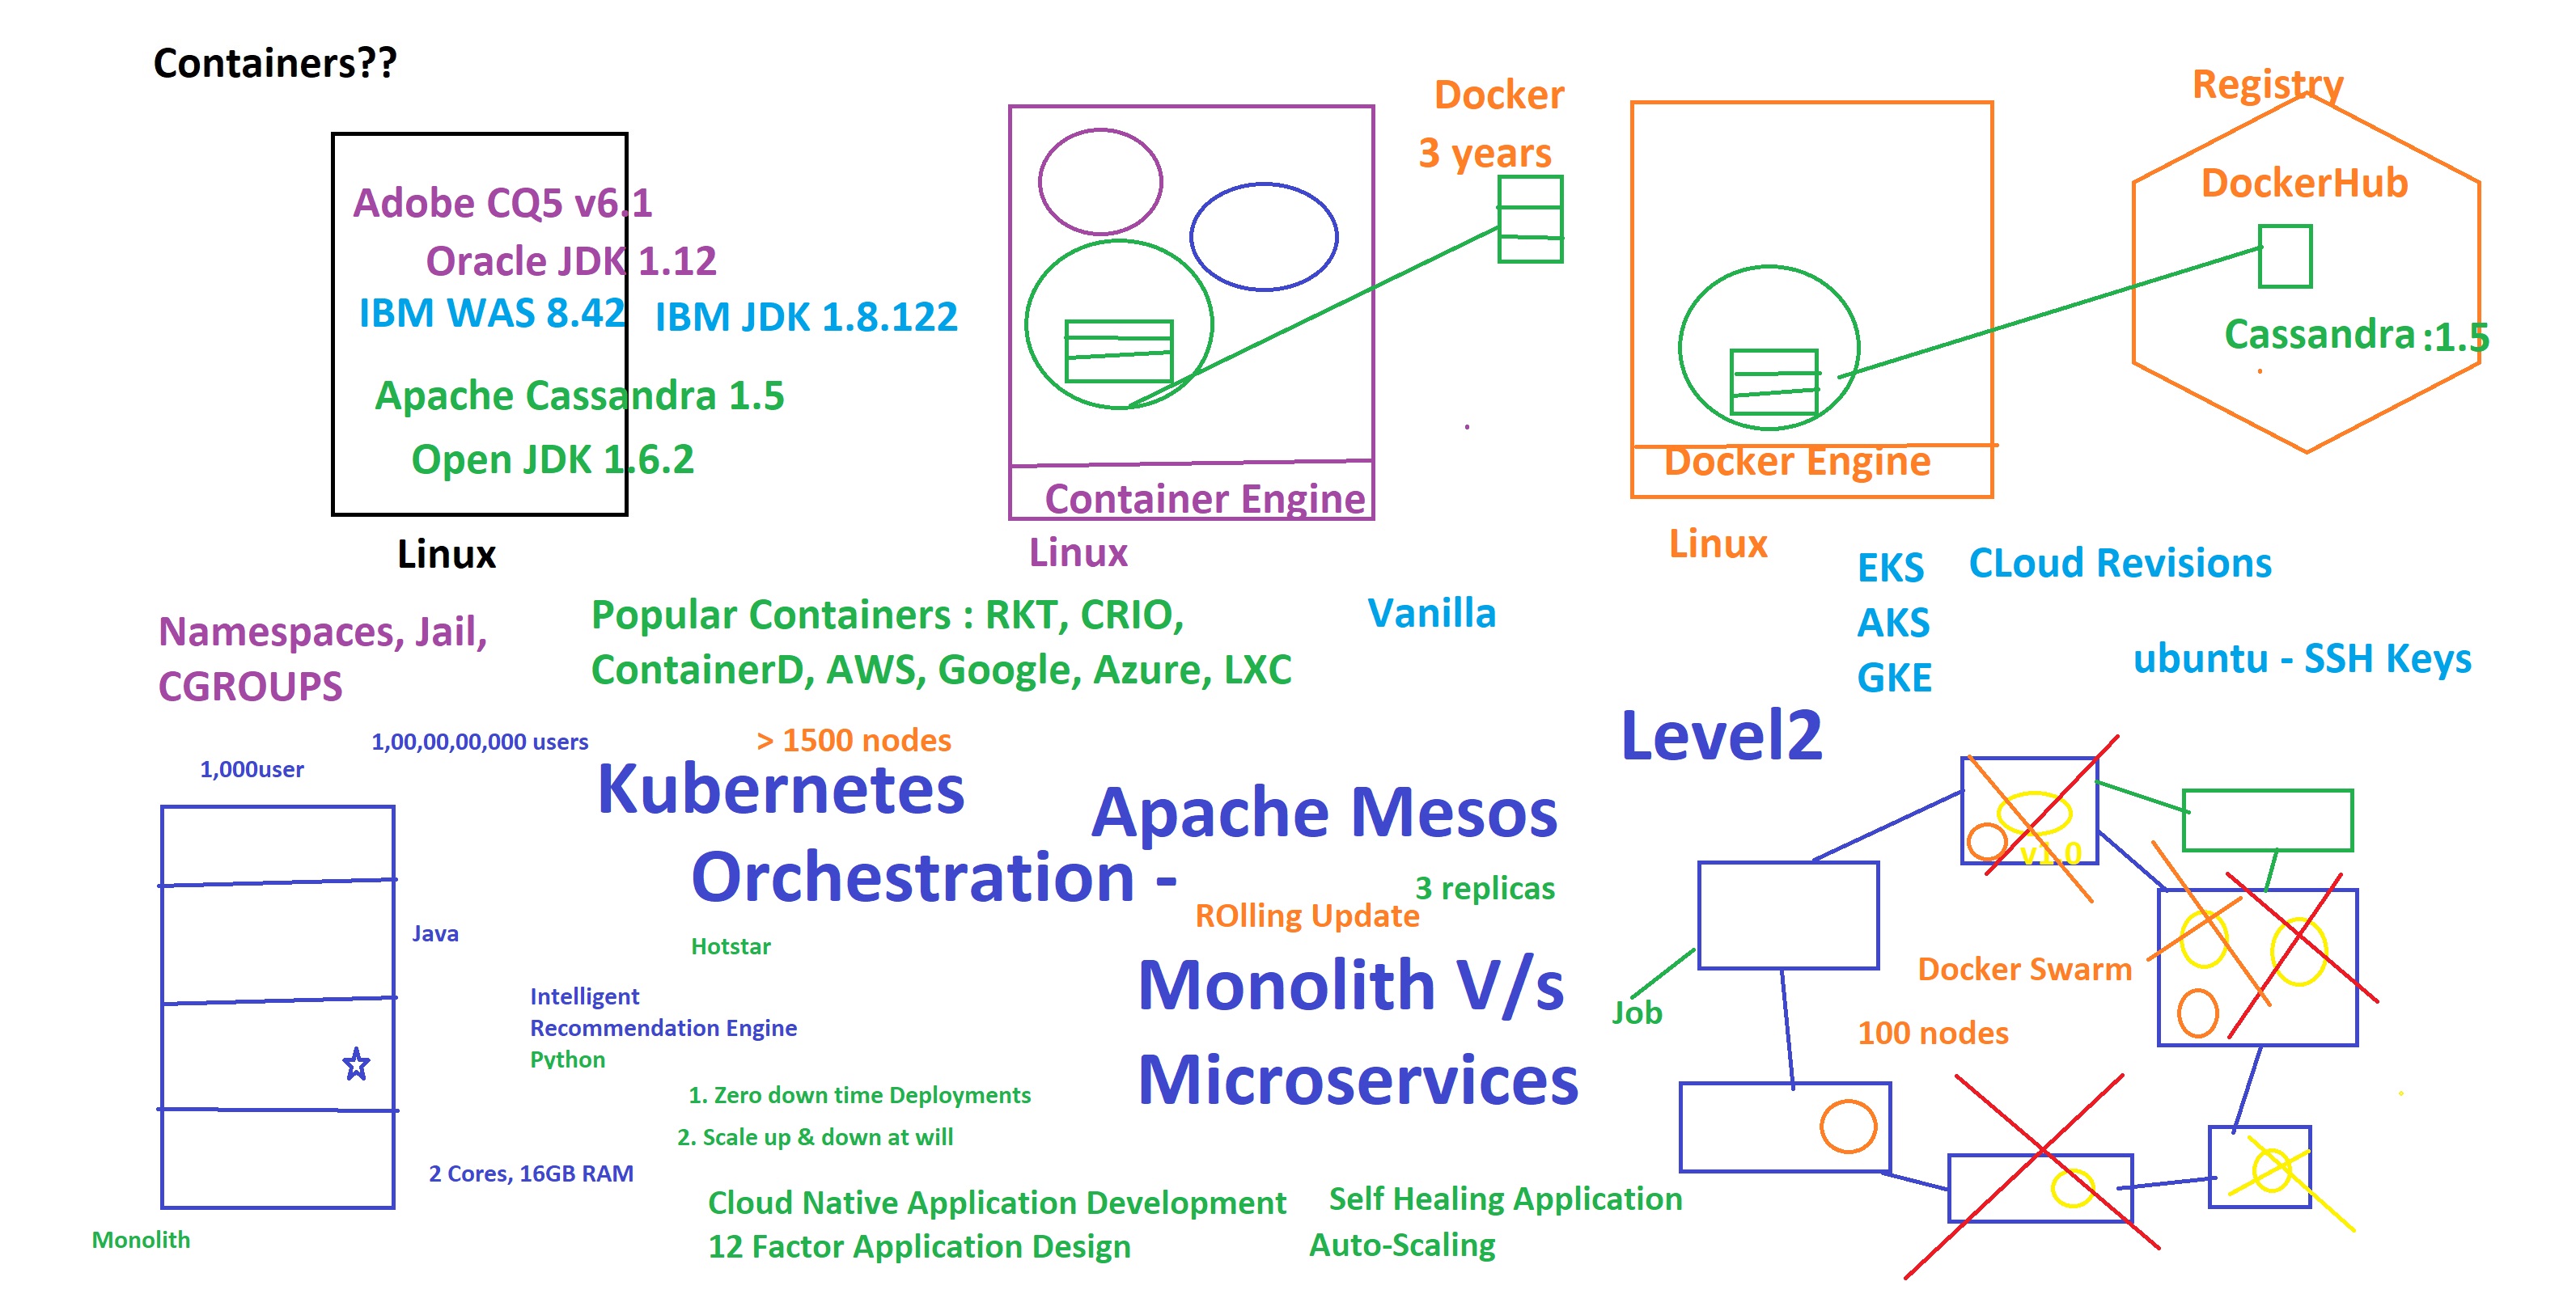 Containers??
Adobe CQ5 v6.1
Oracle JDK 1.12
IBM WAS 8.42
IBM JDK 1.8.122
Apache Cassandra 1.5
Open JDK 1.6.2
Linux
Container Engine
Linux
Docker
3 years
Docker Engine
Linux
Registry
DockerHub
Cassandra :1.5
Namespaces, Jail,
CGROUPS
Popular Containers : RKT, CRIO,
ContainerD, AWS, Google, Azure, LXC
Vanilla
EKS
AKS
GKE
CLoud Revisions
ubuntu - SSH Keys
1,00,00,00,000 users
1,000user
Java
Intelligent
Recommendation Engine
Python
2 Cores, 16GB RAM
Monolith
> 1500 nodes
Kubernetes
Orchestration -
Apache Mesos
ROlling Update
3 replicas
Hotstar
Monolith V/s
Microservices
1. Zero down time Deployments
2. Scale up & down at will
Cloud Native Application Development
12 Factor Application Design
Self Healing Application
Auto-Scaling
Level2
v1.0
Docker Swarm
Job
100 nodes